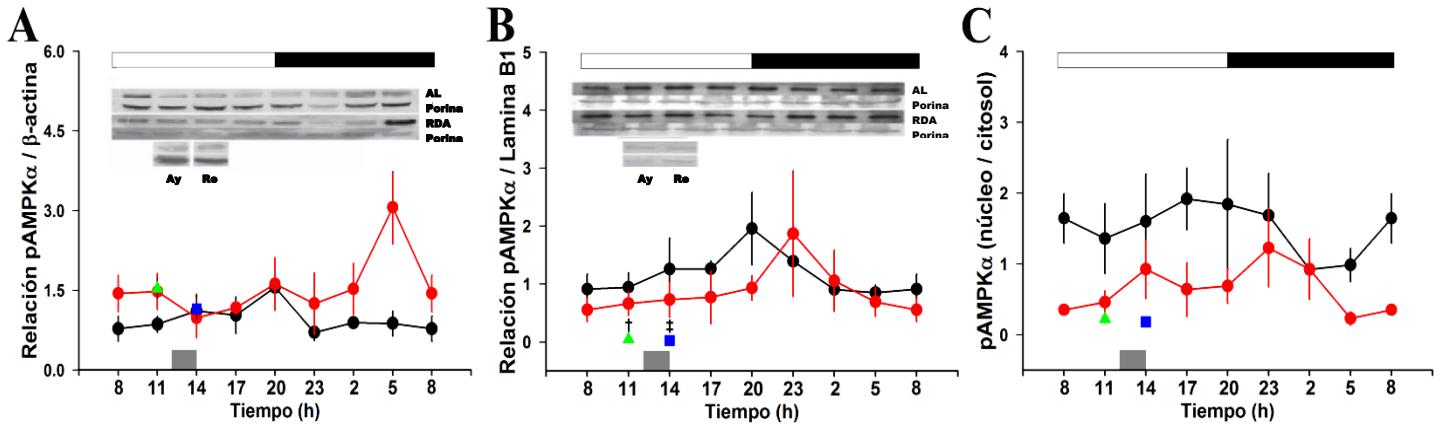 A
Relación pAMPKα / β-actina
6.0
4.5
3.0
1.5
0.0
AL
Porina
RDA
Porina
Ay Re
8 11 14 17 20 23 2 5 8
Tiempo (h)
B
Relación pAMPKα / Lamina B1
5
4
3
2
1
0
AL
Porina
RDA
Porina
Ay Re
† ‡
8 11 14 17 20 23 2 5 8
Tiempo (h)
C
pAMPKα (núcleo / citosol)
4
3
2
1
0
8 11 14 17 20 23 2 5 8
Tiempo (h)